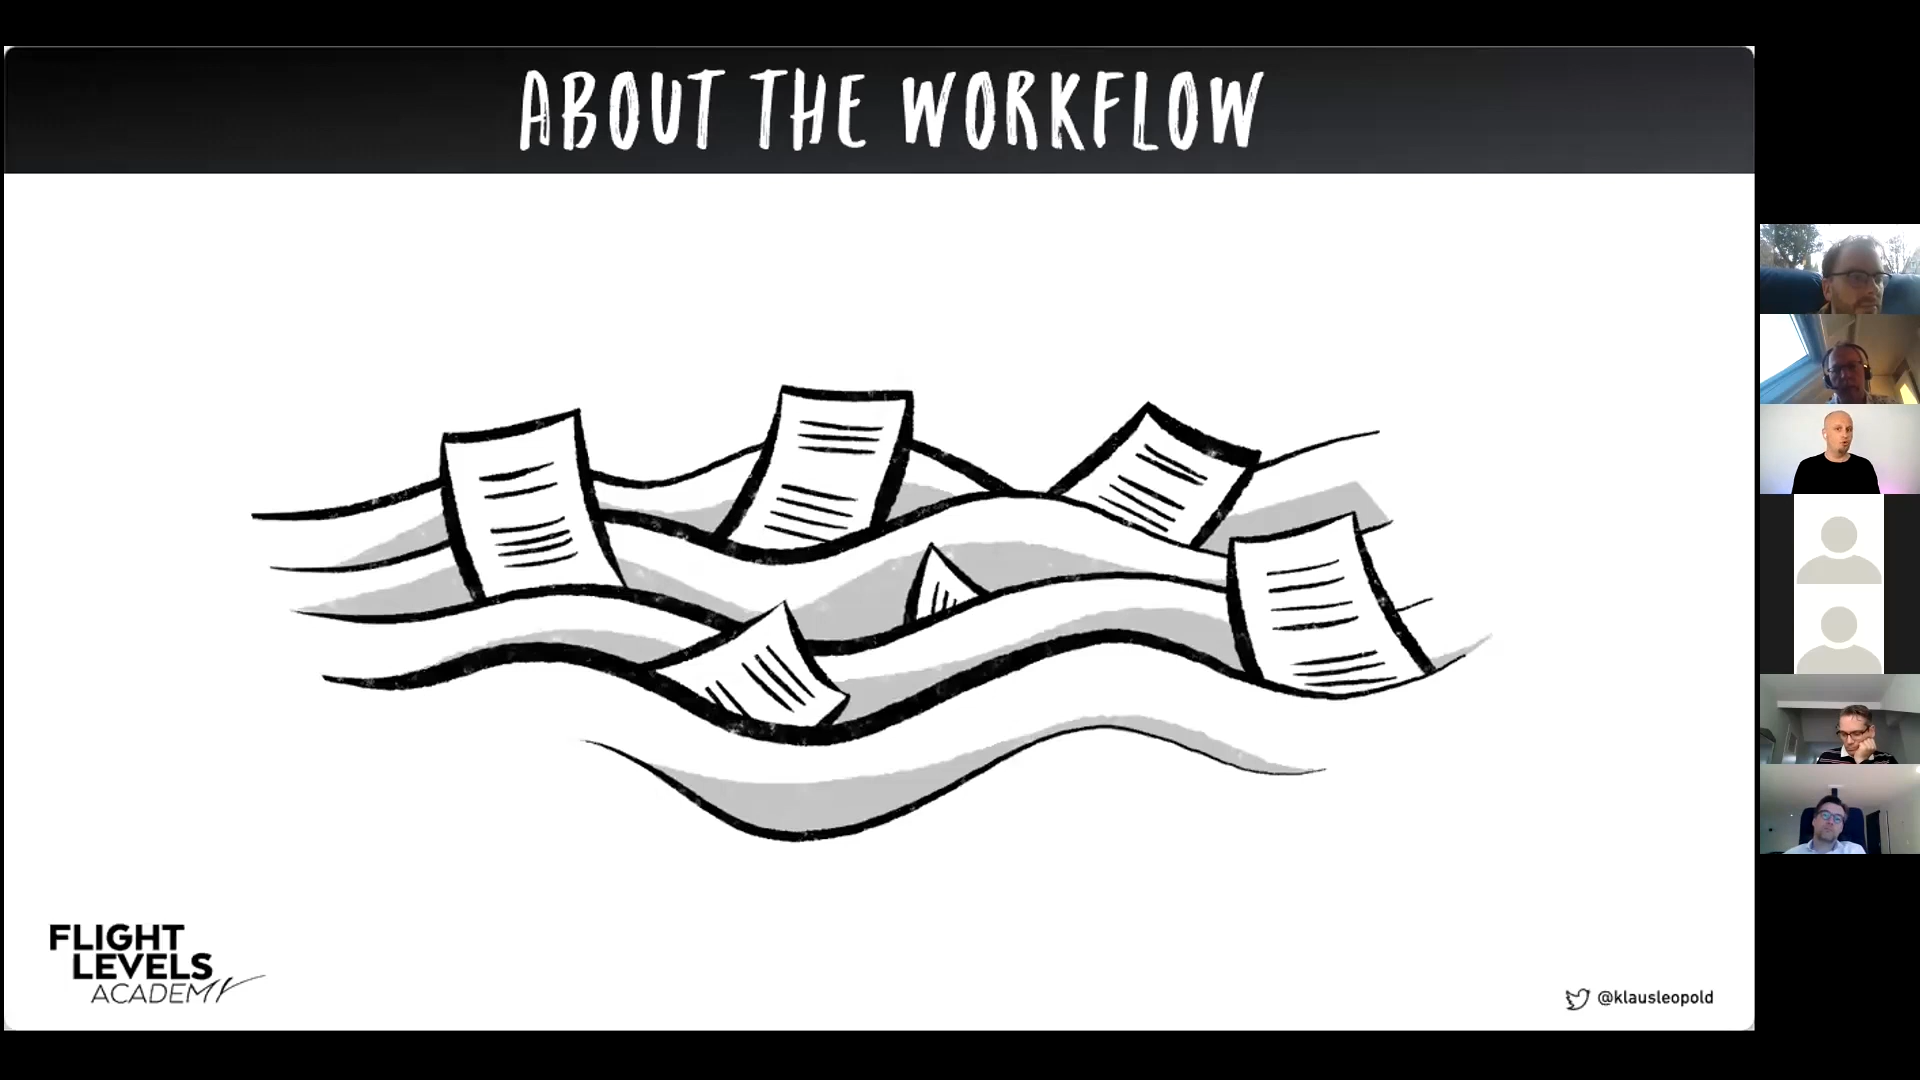 ABOUT THE WORKFLOW
FLIGHT
LEVELS
ACADEMY
@klausleopold